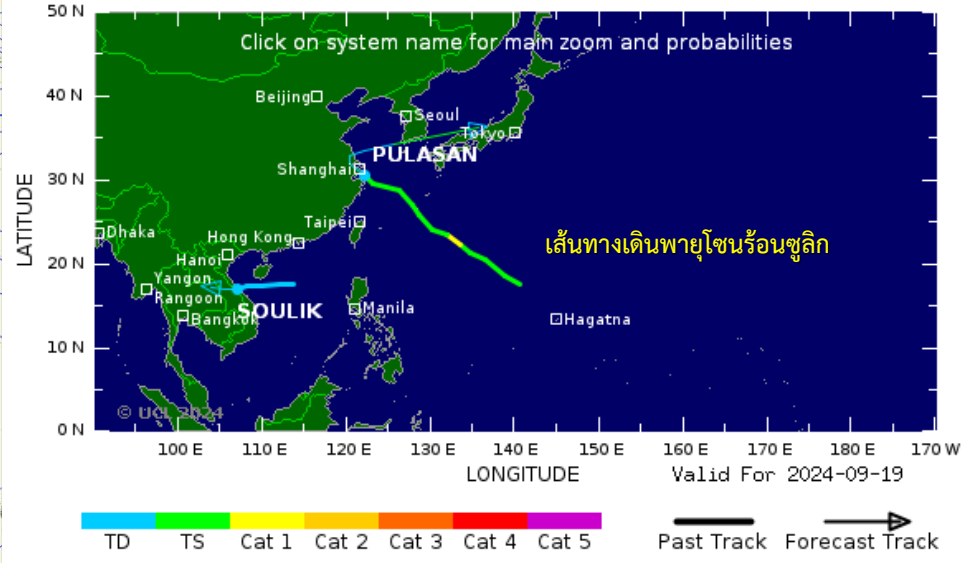 50 N
Click on system name for main zoom and probabilities
40 N
Beijing
Seoul
Tokyo
PULASAN
30 N
Shanghai
Taipei
Dhaka
Hong Kong
เส้นทางเดินพายุโซนร้อนซูลิก
Hanoi
20 N
Yangon
Rangoon
SOULIK
Manila
Bangkok
Hagatna
10 N
© UCL 2024
0 N
LATITUDE
100 E 110 E 120 E 130 E 140 E 150 E 160 E 170 E 180 E 170 W
LONGITUDE
Valid For 2024-09-19
TD TS Cat 1 Cat 2 Cat 3 Cat 4 Cat 5
Past Track Forecast Track